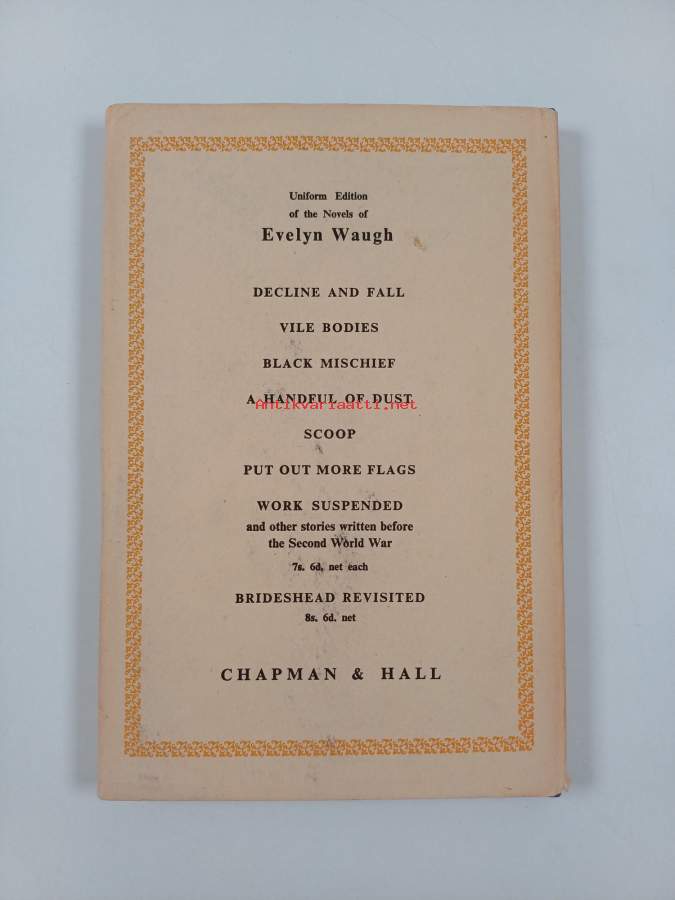 Uniform Edition
of the Novels of
Evelyn Waugh
DECLINE AND FALL
VILE BODIES
BLACK MISCHIEF
A HANDFUL OF DUST
Antikvariaatti.net
SCOOP
PUT OUT MORE FLAGS
WORK SUSPENDED
and other stories written before
the Second World War
7s. 6d. net each
BRIDESHEAD REVISITED
8s. 6d. net
CHAPMAN & HALL